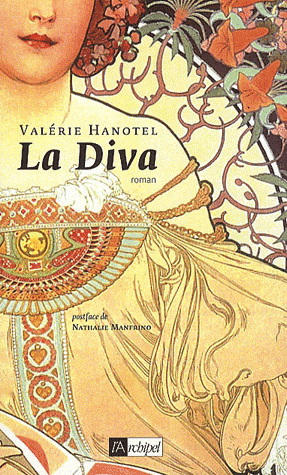 VALÉRIE HANOTEL
La Diva
roman
postface de
NATHALIE MANFRINO
l'Archipel